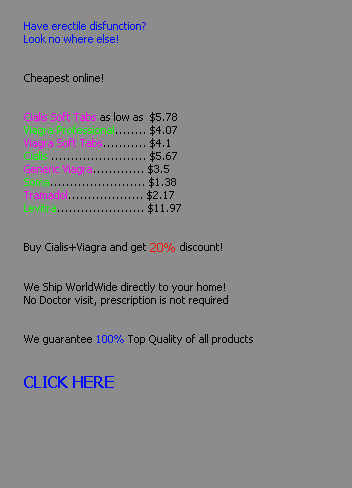 Have erectile disfunction?
Look no where else!
Cheapest online!
Cialis Soft Tabs as low as $5.78
Viagra Professional........ $4.07
Viagra Soft Tabs........... $4.1
Cialis......................... $5.67
Generic Viagra............. $3.5
Soma........................ $1.38
Tramadol................... $2.17
Levitra...................... $11.97
Buy Cialis+Viagra and get 20% discount!
We Ship WorldWide directly to your home!
No Doctor visit, prescription is not required
We guarantee 100% Top Quality of all products
CLICK HERE